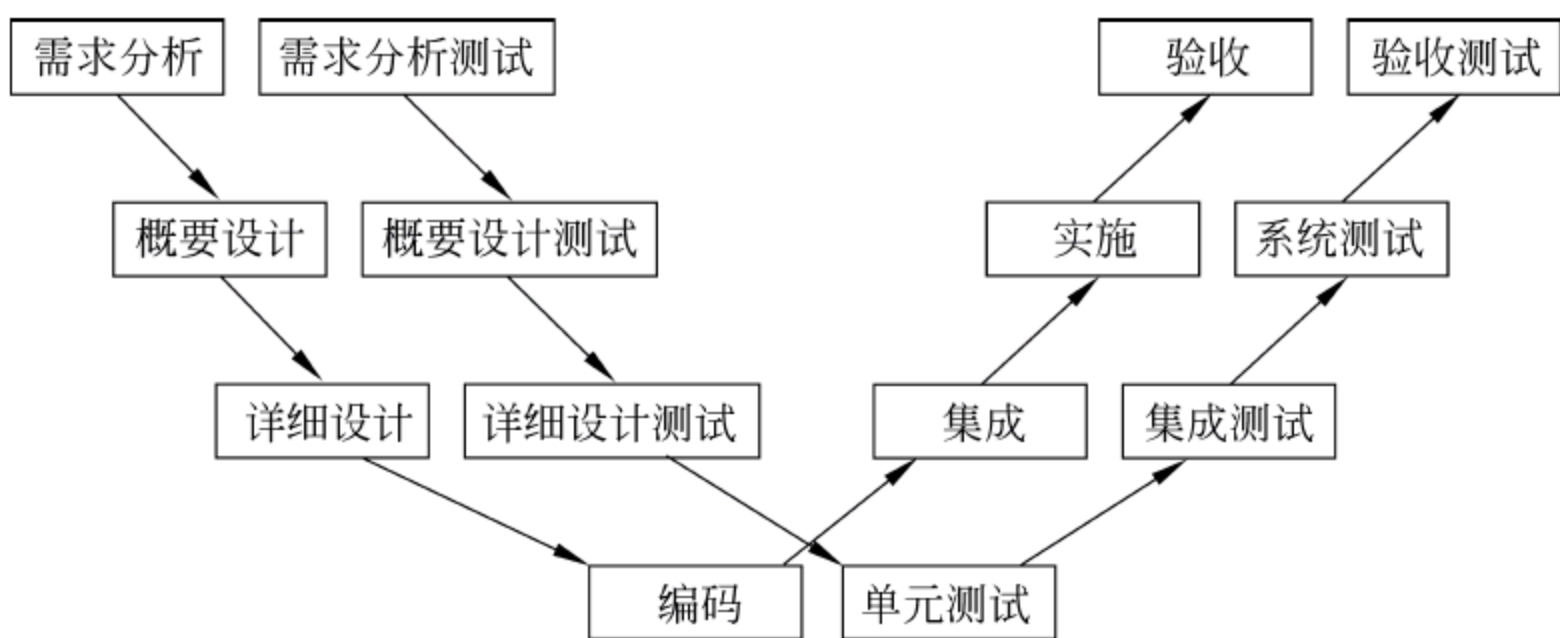 需求分析 需求分析测试 验收 验收测试
概要设计 概要设计测试 实施 系统测试
详细设计 详细设计测试 集成 集成测试
编码 单元测试